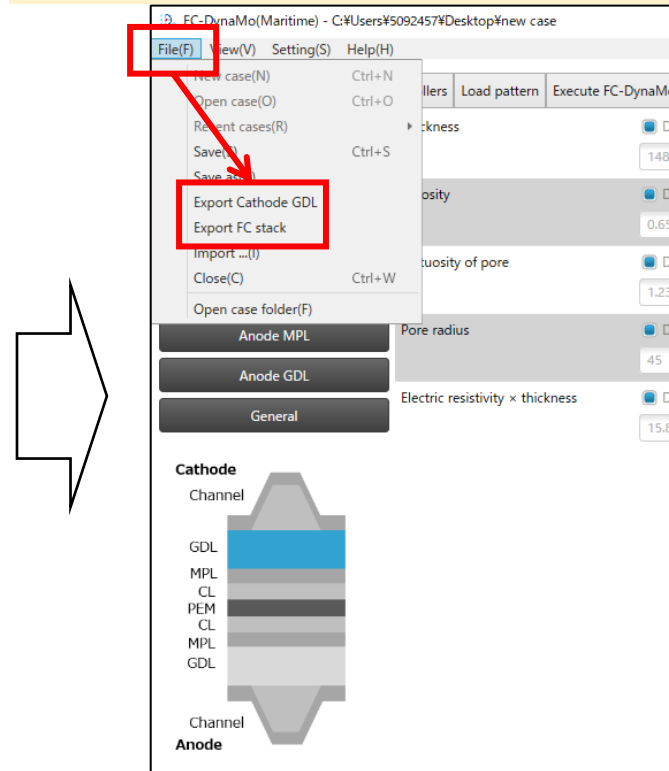 FC-DynaMo(Maritime) - C:¥Users¥5092457¥Desktop¥new case
File(F) View(V) Setting(S) Help(H)
New case(N) Ctrl+N
Open case(O) Ctrl+O
Recent cases(R)
Save(S) Ctrl+S
Save as(A)
Export Cathode GDL
Export FC stack
Import ...(I)
Close(C) Ctrl+W
Open case folder(F)
llers Load pattern Execute FC-DynaMo
ckness D
148
osity D
0.65
tuosity of pore D
1.23
Pore radius D
45
Electric resistivity × thickness D
15.8
Anode MPL
Anode GDL
General
Cathode
Channel
GDL
MPL
CL
PEM
CL
MPL
GDL
Channel
Anode